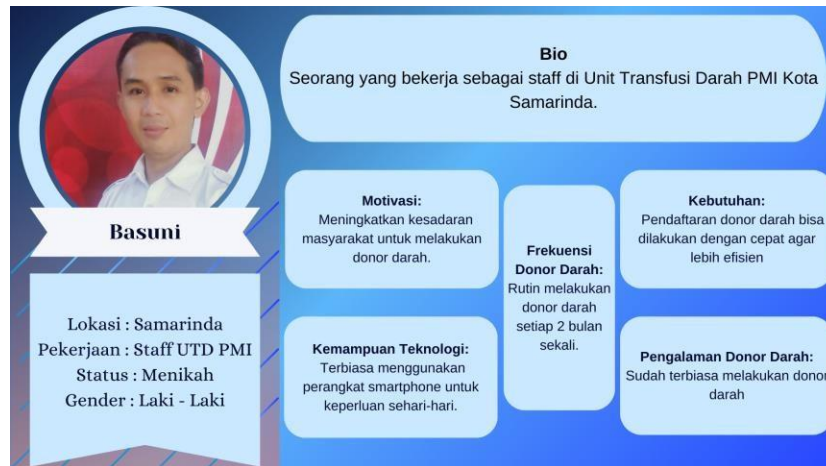 Bio
Seorang yang bekerja sebagai staff di Unit Transfusi Darah PMI Kota
Samarinda.
Basuni
Lokasi : Samarinda
Pekerjaan : Staff UTD PMI
Status : Menikah
Gender : Laki - Laki
Motivasi:
Meningkatkan kesadaran
masyarakat untuk melakukan
donor darah.
Kemampuan Teknologi:
Terbiasa menggunakan
perangkat smartphone untuk
keperluan sehari-hari.
Frekuensi
Donor Darah:
Rutin melakukan
donor darah
setiap 2 bulan
sekali.
Kebutuhan:
Pendaftaran donor darah bisa
dilakukan dengan cepat agar
lebih efisien
Pengalaman Donor Darah:
Sudah terbiasa melakukan donor
darah